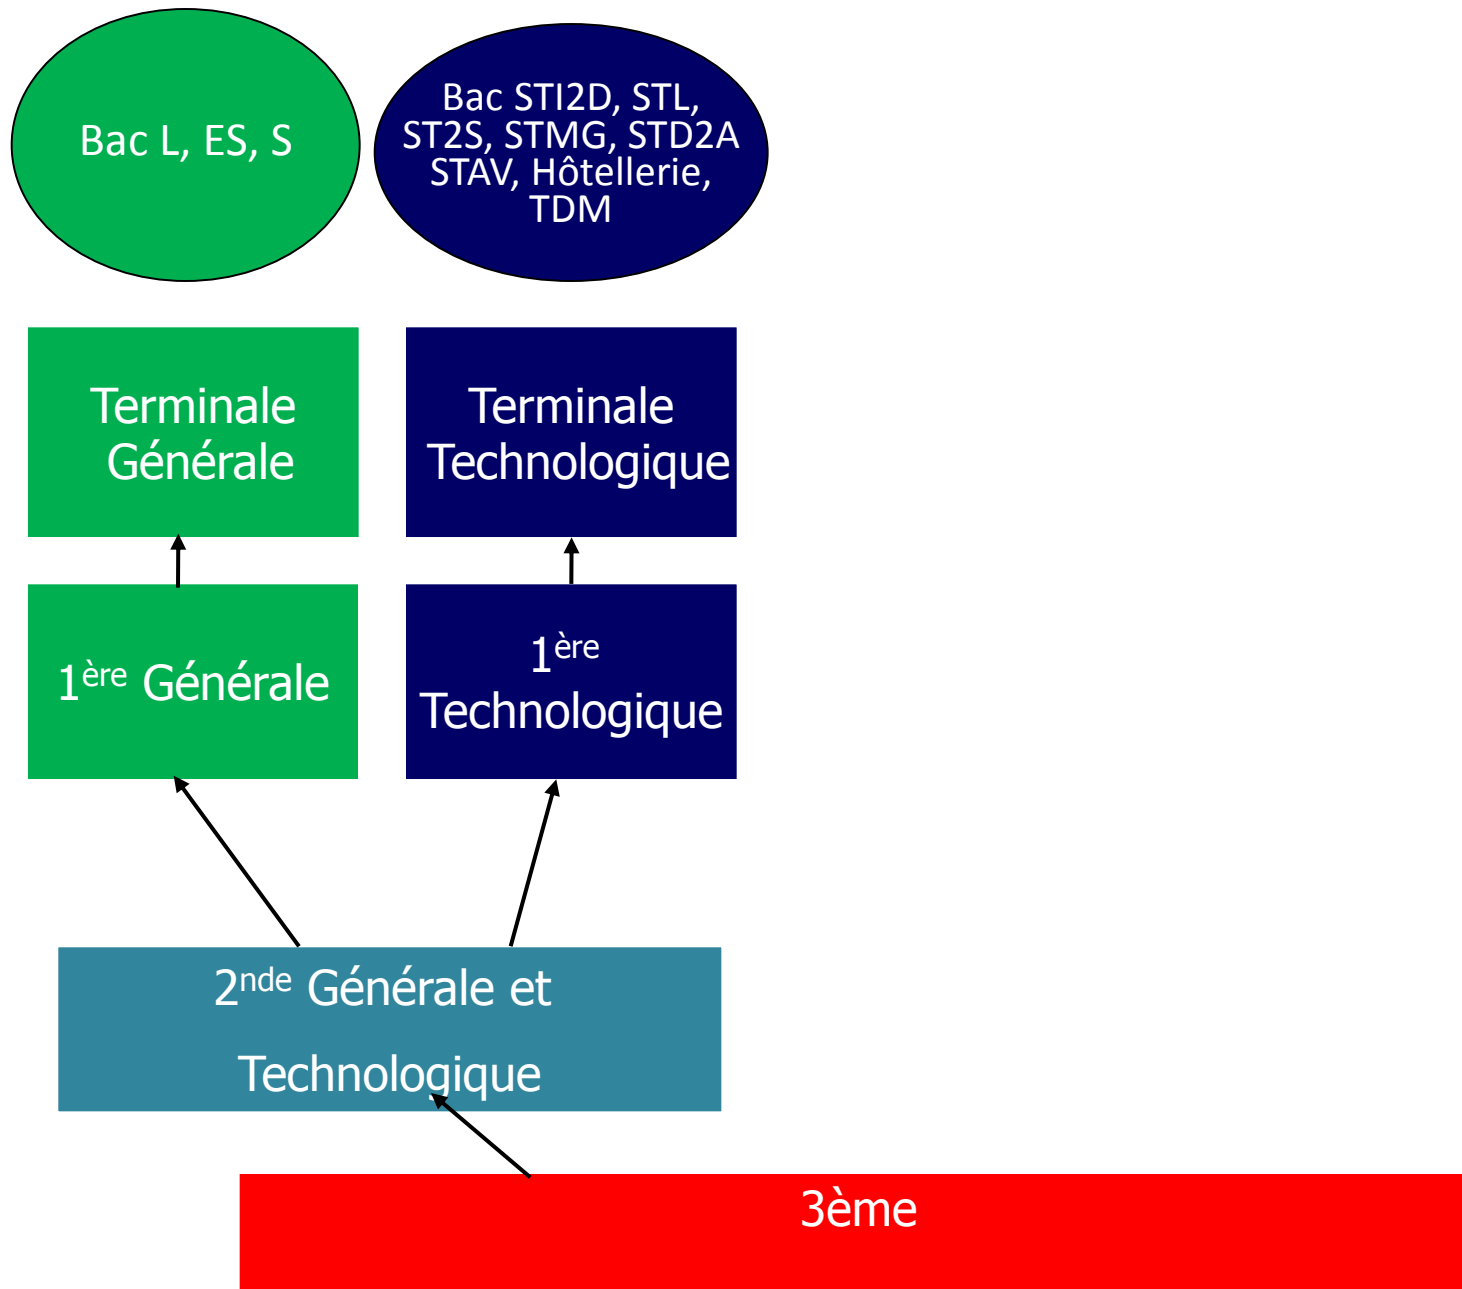 Bac L, ES, S
Bac STI2D, STL,
ST2S, STMG, STD2A
STAV, Hôtellerie,
TDM
Terminale
Générale
Terminale
Technologique
1ère Générale
1ère
Technologique
2nde Générale et
Technologique
3ème